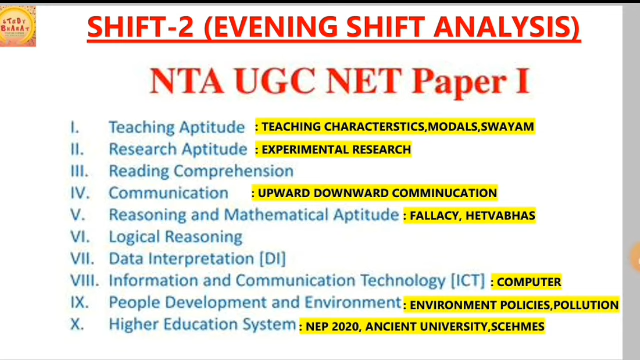 STUDY
BHARAT
SHIFT-2 (EVENING SHIFT ANALYSIS)
NTA UGC NET Paper I
I. Teaching Aptitude : TEACHING CHARACTERSTICS,MODALS,SWAYAM
II. Research Aptitude : EXPERIMENTAL RESEARCH
III. Reading Comprehension
IV. Communication : UPWARD DOWNWARD COMMINUCATION
V. Reasoning and Mathematical Aptitude : FALLACY, HETVABHAS
VI. Logical Reasoning
VII. Data Interpretation [DI]
VIII. Information and Communication Technology [ICT] : COMPUTER
IX. People Development and Environment : ENVIRONMENT POLICIES,POLLUTION
X. Higher Education System : NEP 2020, ANCIENT UNIVERSITY,SCEHMES